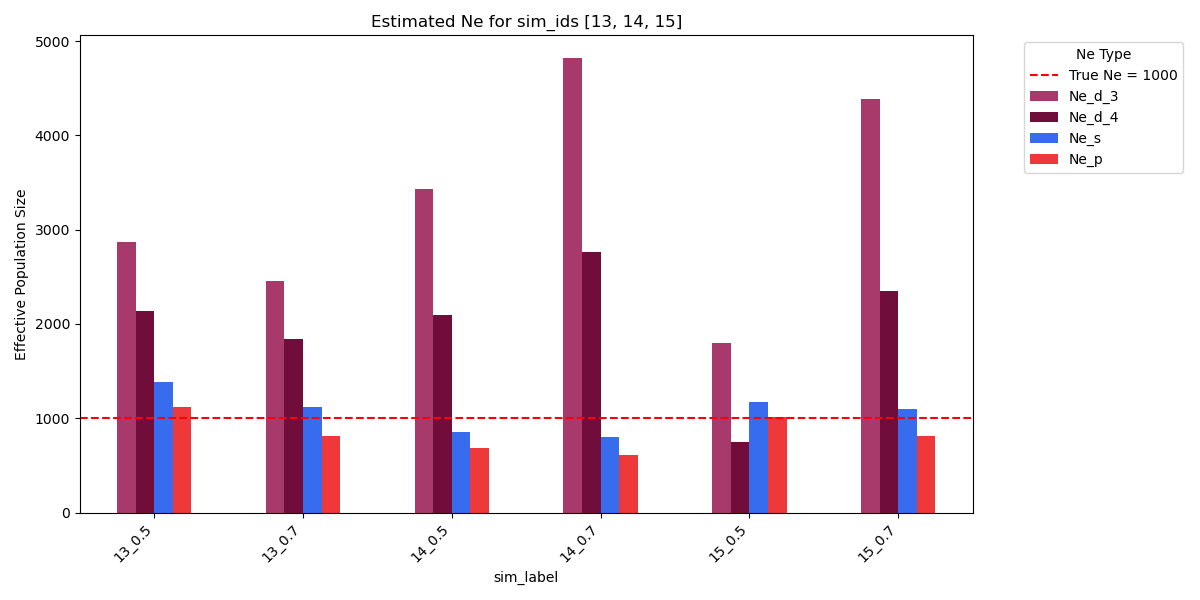 Estimated Ne for sim_ids [13, 14, 15]
Effective Population Size
5000
4000
3000
2000
1000
0
13_0.5
13_0.7
14_0.5
14_0.7
15_0.5
15_0.7
sim_label
Ne Type
True Ne = 1000
Ne_d_3
Ne_d_4
Ne_s
Ne_p